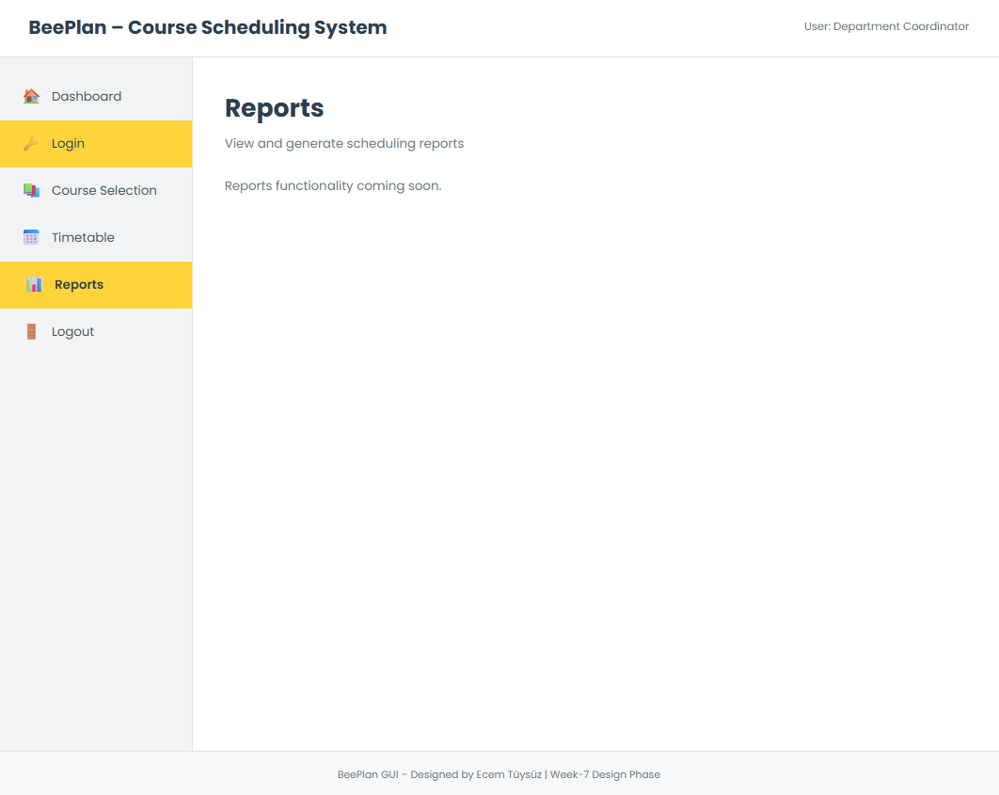 BeePlan – Course Scheduling System
User: Department Coordinator
Dashboard
Login
Course Selection
Timetable
Reports
Logout
Reports
View and generate scheduling reports
Reports functionality coming soon.
BeePlan GUI – Designed by Ecem Tüysüz | Week-7 Design Phase